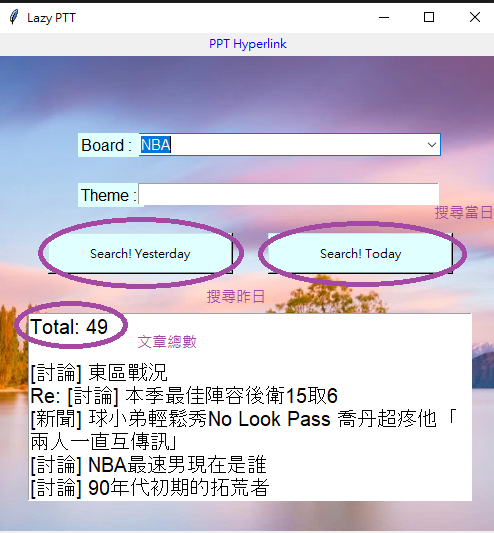 Lazy PTT
PPT Hyperlink
Board :
NBA
Theme :
搜尋當日
Search! Yesterday
Search! Today
搜尋昨日
Total: 49
文章總數
[討論] 東區戰況
Re: [討論] 本季最佳陣容後衛15取6
[新聞] 球小弟輕鬆秀No Look Pass 喬丹超疼他「
兩人一直互傳訊」
[討論] NBA最速男現在是誰
[討論] 90年代初期的拓荒者